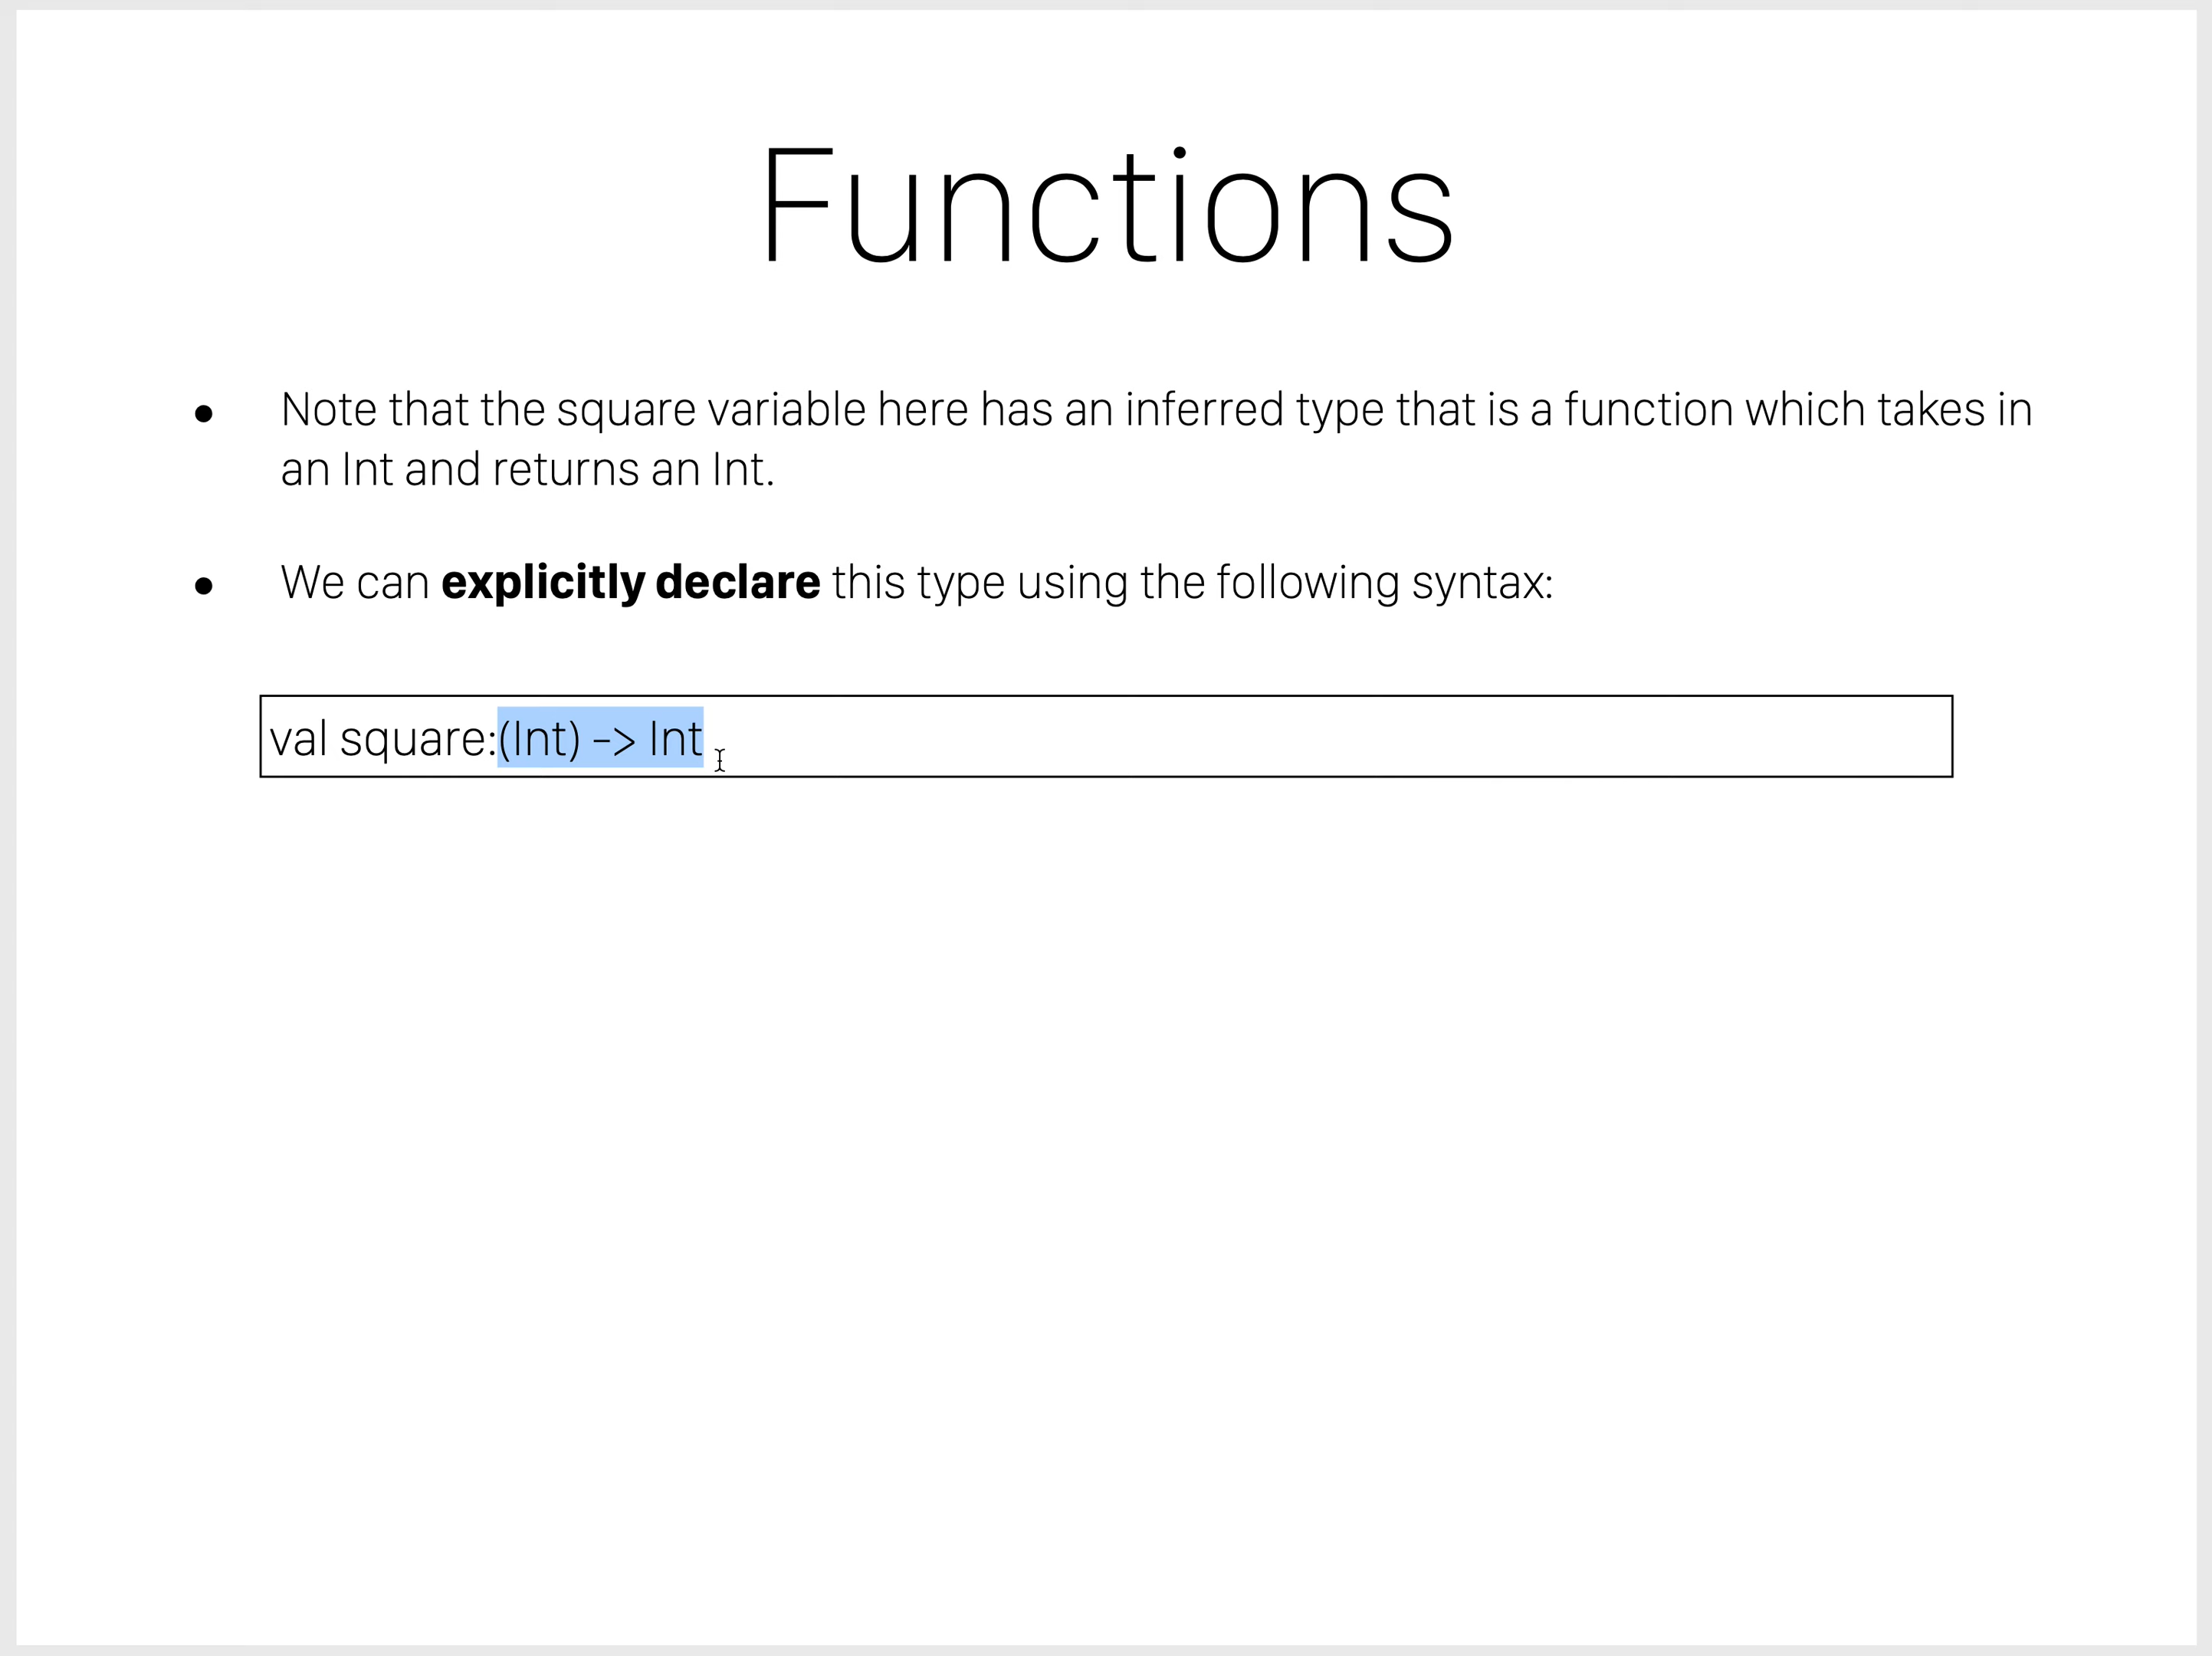 Functions
● Note that the square variable here has an inferred type that is a function which takes in
an Int and returns an Int.
● We can explicitly declare this type using the following syntax:
val square:(Int) -> Int